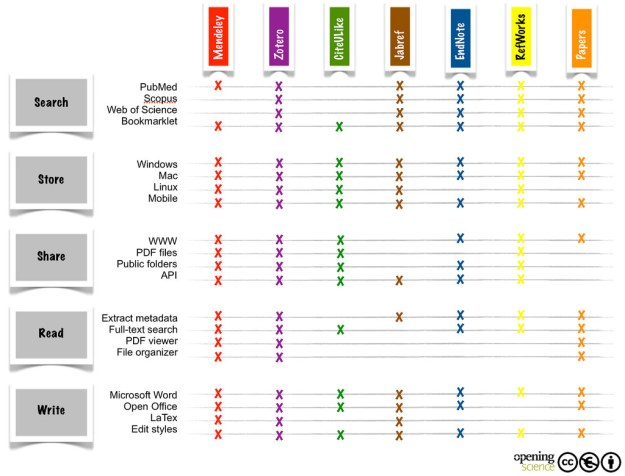 Mendeley
Zotero
CiteULike
Jabref
EndNote
RefWorks
Papers
Search
PubMed
Scopus
Web of Science
Bookmarklet
Store
Windows
Mac
Linux
Mobile
Share
WWW
PDF files
Public folders
API
Read
Extract metadata
Full-text search
PDF viewer
File organizer
Write
Microsoft Word
Open Office
LaTex
Edit styles
opening
science
cc